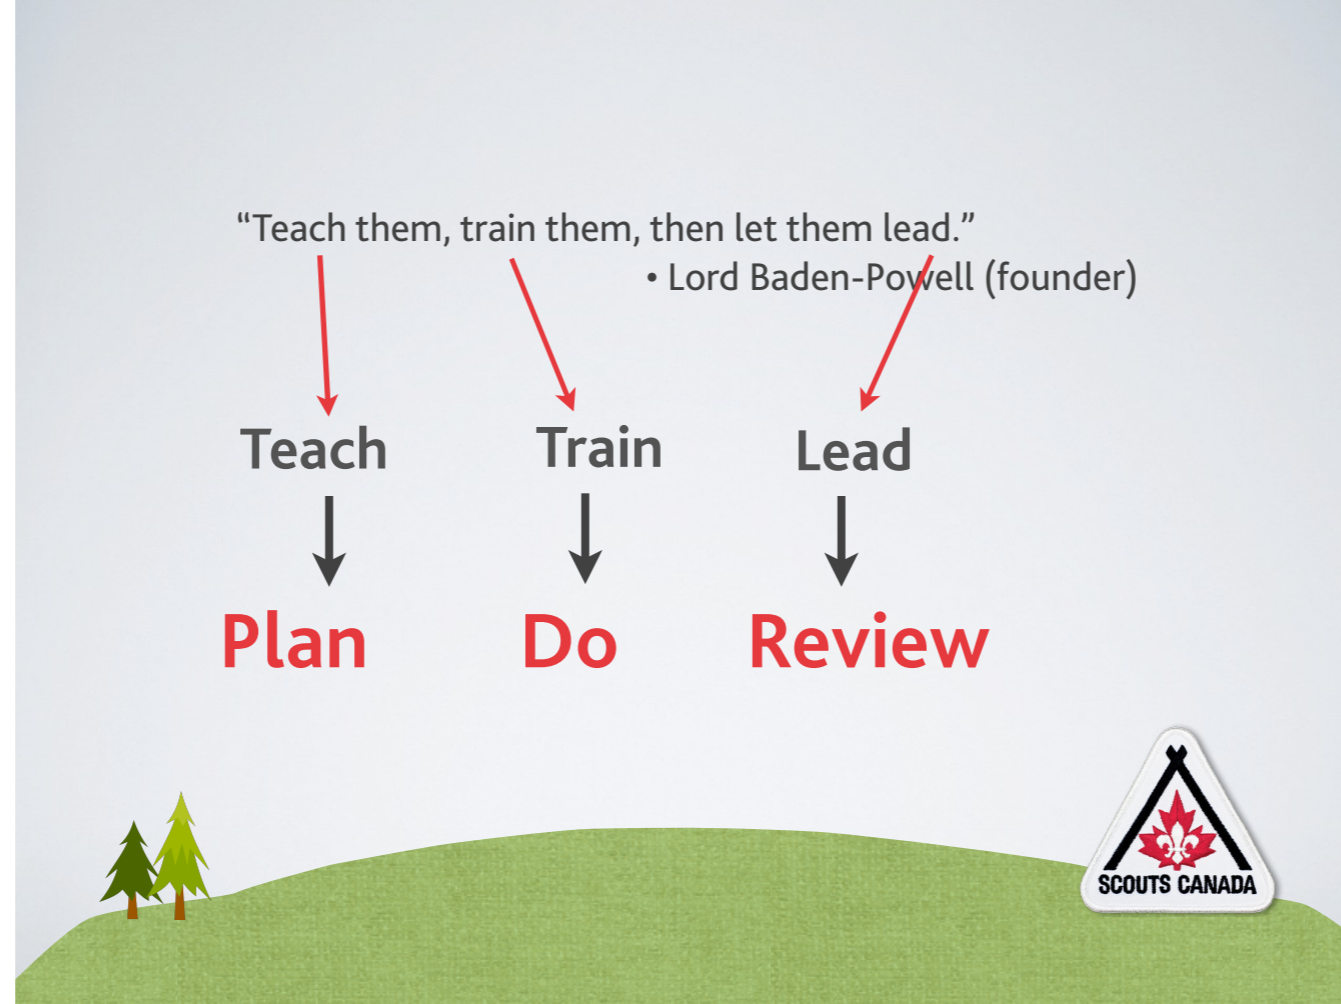 “Teach them, train them, then let them lead.”
• Lord Baden-Powell (founder)
Teach Train Lead
Plan Do Review
SCOUTS CANADA